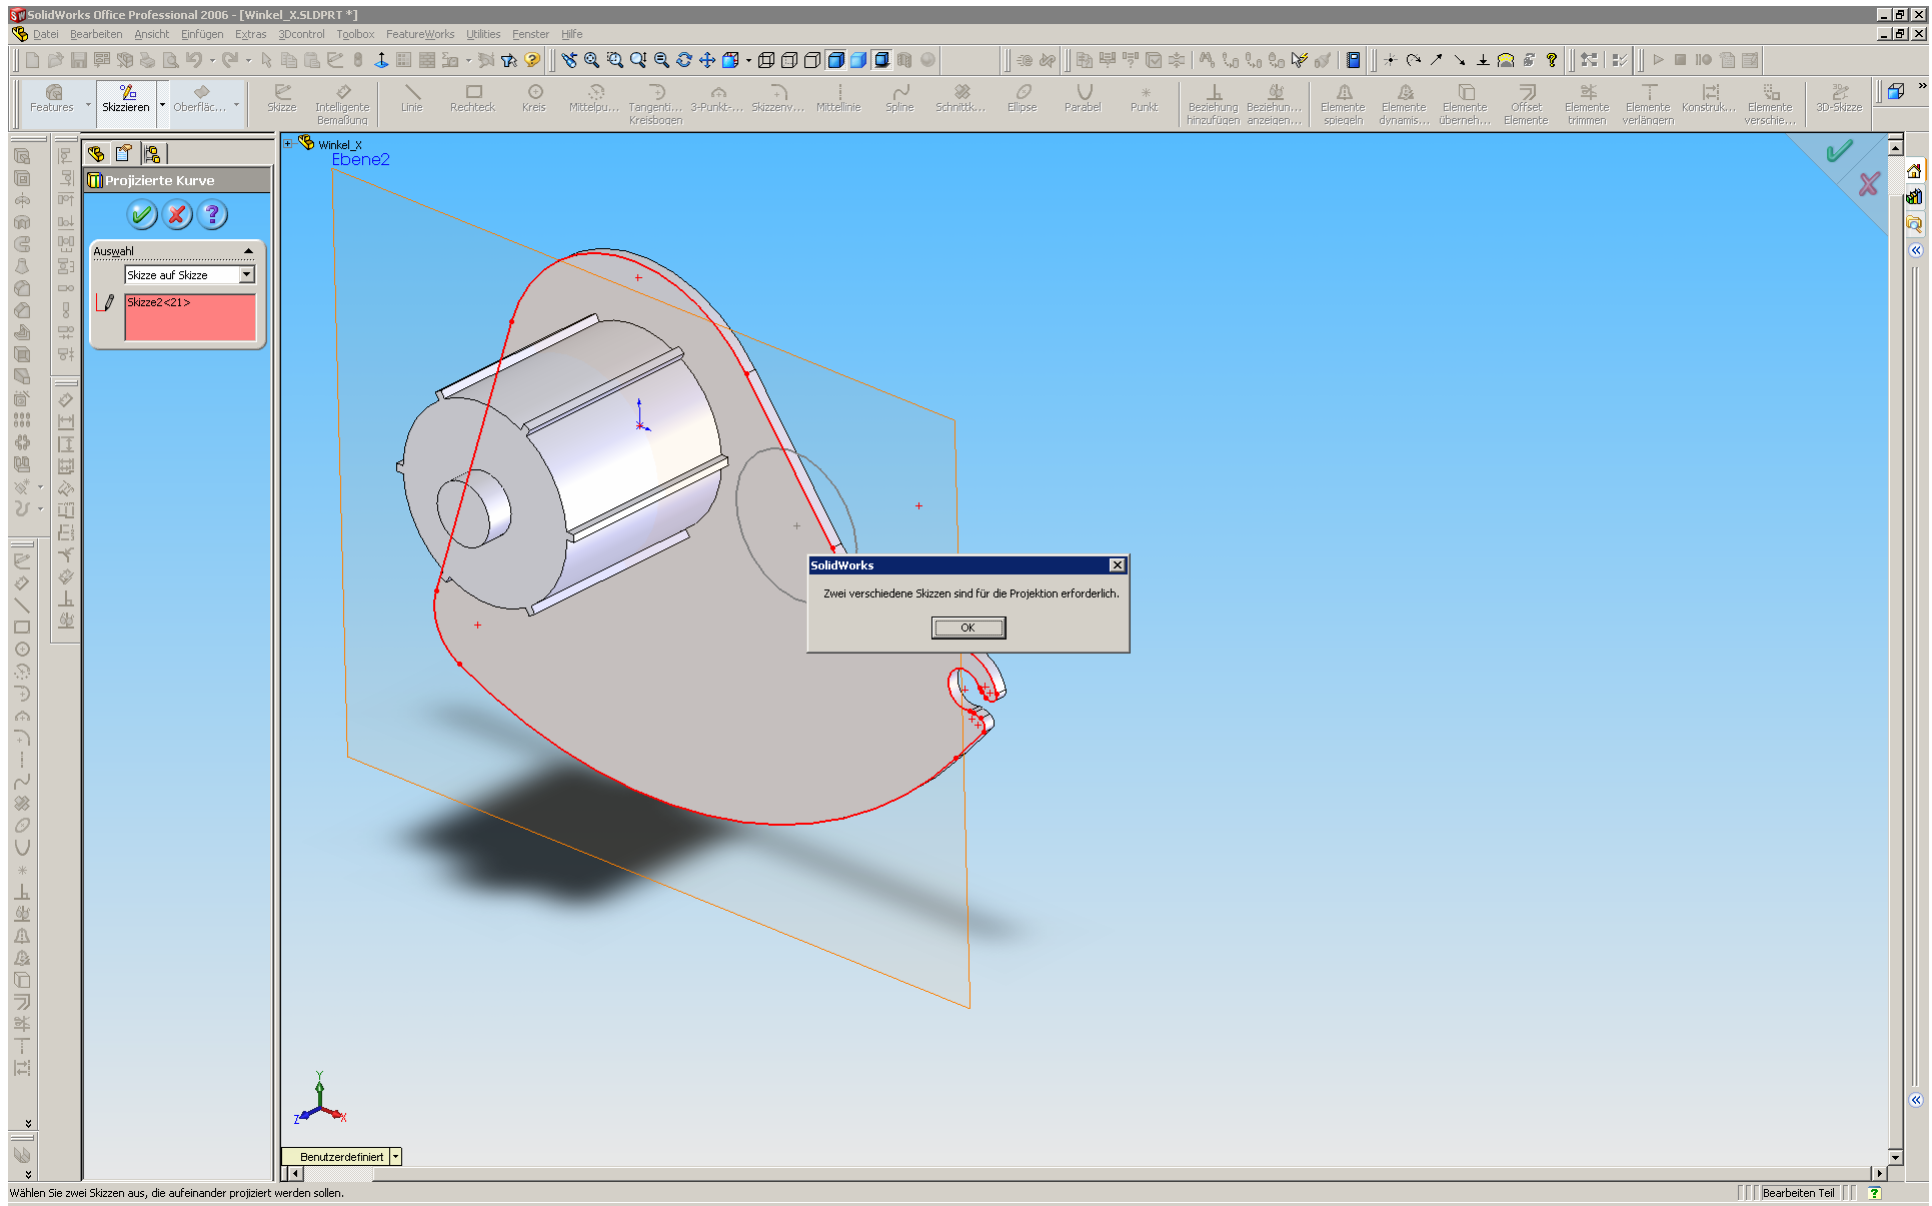 SolidWorks Office Professional 2006 - [Winkel_X.SLDPRT *]
Datei Bearbeiten Ansicht Einfügen Extras 3Dcontrol Toolbox FeatureWorks Utilities Fenster Hilfe
Features Skizzieren Oberfläc... Skizze Intelligente Bemaßung Linie Rechteck Kreis Mittelpu... Tangenti... Kreisbogen 3-Punkt-... Skizzenv... Mittellinie Spline Schnittk... Ellipse Parabel Punkt Beziehung hinzufügen Beziehun... anzeigen... Elemente spiegeln Elemente dynamis... Elemente überneh... Offset Elemente Elemente trimmen Elemente verlängern Konstruk... Elemente verschie... 3D-Skizze
Winkel_X
Ebene2
Projizierte Kurve
Auswahl
Skizze auf Skizze
Skizze2<21>
SolidWorks
Zwei verschiedene Skizzen sind für die Projektion erforderlich.
OK
Y
Z X
Benutzerdefiniert
Wählen Sie zwei Skizzen aus, die aufeinander projiziert werden sollen.
Bearbeiten Teil